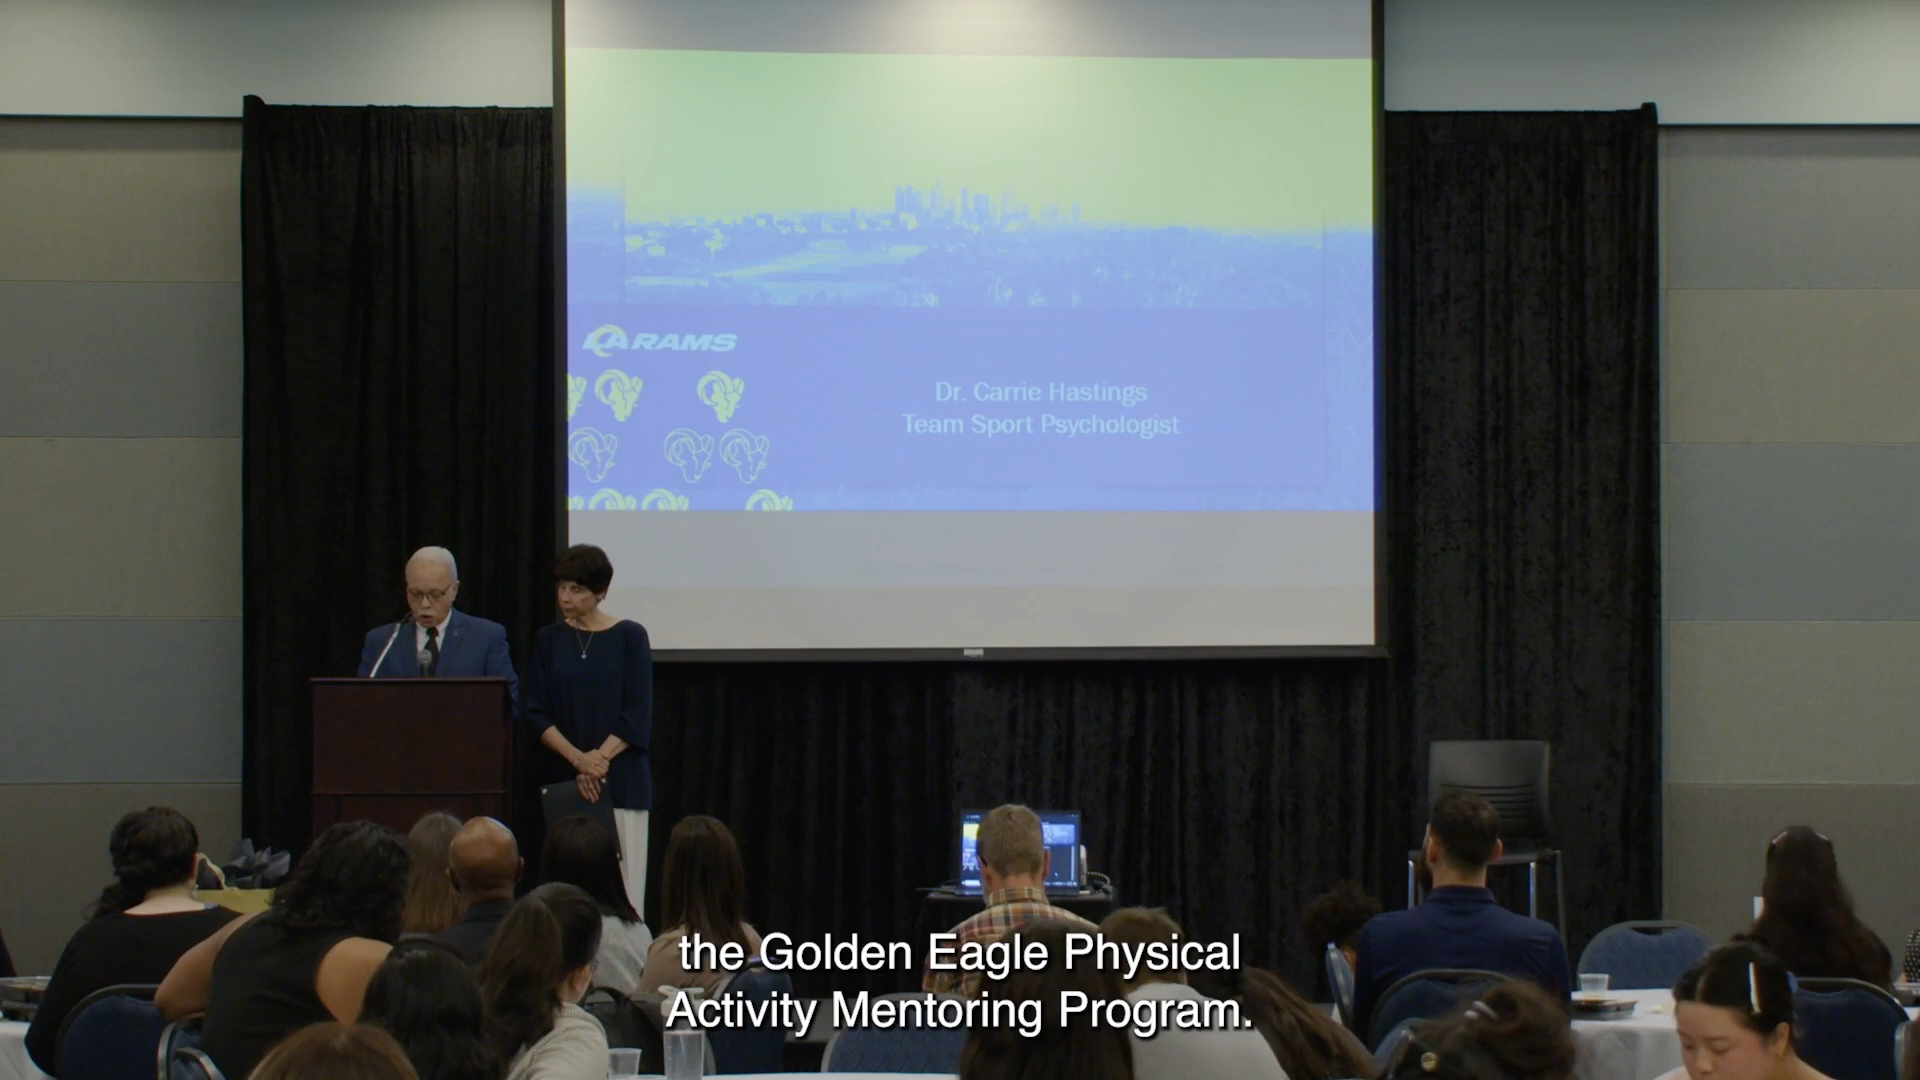 LA RAMS
Dr. Carrie Hastings
Team Sport Psychologist
the Golden Eagle Physical
Activity Mentoring Program.